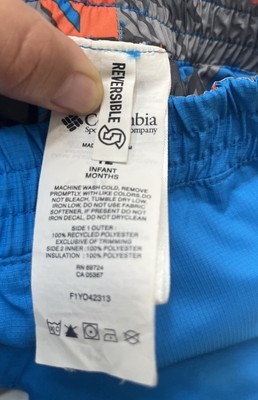 REVERSIBLE
Columbia
Sportswear Company
INFANT
MONTHS
MACHINE WASH COLD. REMOVE
PROMPTLY, WITH LIKE COLORS. DO
NOT BLEACH, TUMBLE DRY LOW.
IRON LOW, DO NOT USE FABRIC
SOFTENER, IF PRESENT DO NOT
IRON DECAL, DO NOT DRYCLEAN.
SIDE 1 OUTER :
100% RECYCLED POLYESTER
EXCLUSIVE OF TRIMMING
SIDE 2 INNER :100% POLYESTER
INSULATION : 100% POLYESTER
RN 69724
CA 05367
F1YO42313